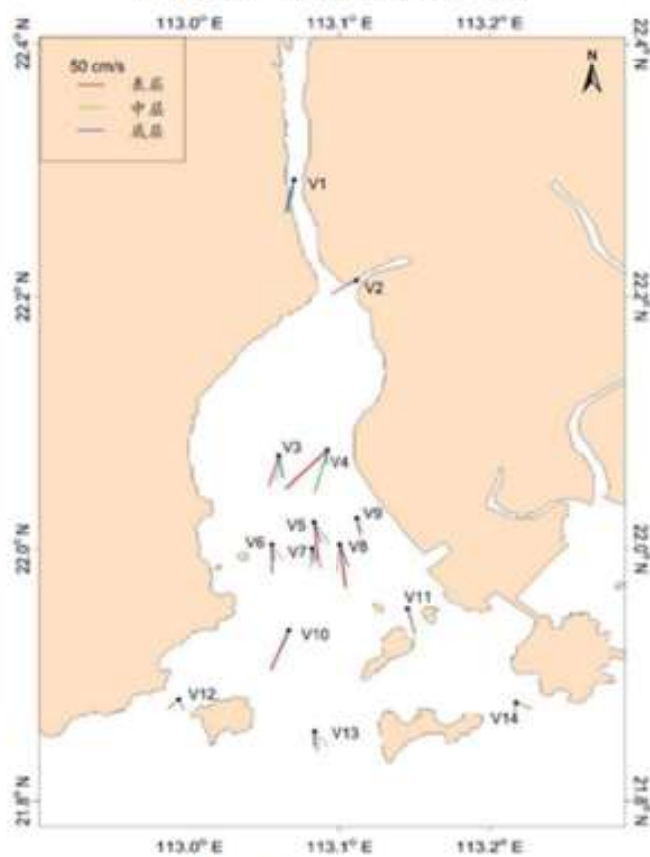 113.0° E 113.1° E 113.2° E
22.4° N 22.4° N
50 cm/s
表层
中层
底层
N
V1
V2
22.2° N 22.2° N
V3
V4
V5
V9
V6
V7
V8
22.0° N 22.0° N
V11
V10
V12
V14
V13
21.8° N 21.8° N
113.0° E 113.1° E 113.2° E